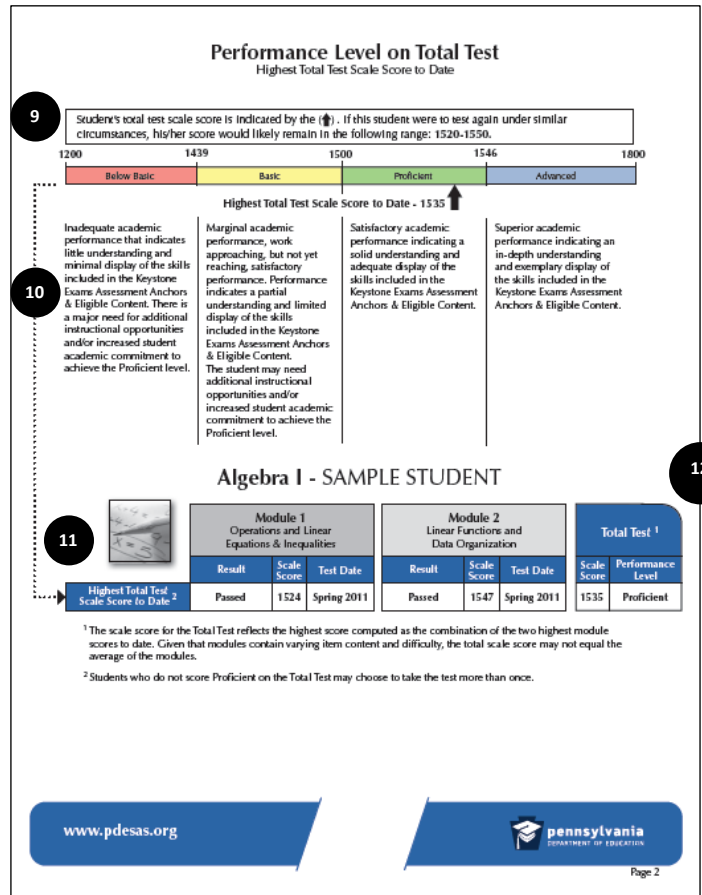 Performance Level on Total Test
Highest Total Test Scale Score to Date
9
Student's total test scale score is indicated by the (⬆). If this student were to test again under similar
circumstances, his/her score would likely remain in the following range: 1520-1550.
1200 1439 1500 1546 1800
Below Basic Basic Proficient Advanced
Highest Total Test Scale Score to Date - 1535
10
Inadequate academic
performance that indicates
little understanding and
minimal display of the skills
included in the Keystone
Exams Assessment Anchors
& Eligible Content. There is
a major need for additional
instructional opportunities
and/or increased student
academic commitment to
achieve the Proficient level.
Marginal academic
performance, work
approaching, but not yet
reaching, satisfactory
performance. Performance
indicates a partial
understanding and limited
display of the skills
included in the Keystone
Exams Assessment Anchors
& Eligible Content.
The student may need
additional instructional
opportunities and/or
increased student academic
commitment to achieve the
Proficient level.
Satisfactory academic
performance indicating a
solid understanding and
adequate display of the
skills included in the
Keystone Exams Assessment
Anchors & Eligible Content.
Superior academic
performance indicating an
in-depth understanding
and exemplary display of
the skills included in the
Keystone Exams Assessment
Anchors & Eligible Content.
Algebra I - SAMPLE STUDENT
12
11
Module 1
Operations and Linear
Equations & Inequalities
Module 2
Linear Functions and
Data Organization
Total Test ¹
Result Scale Score Test Date Result Scale Score Test Date Scale Score Performance Level
Highest Total Test
Scale Score to Date ²
Passed 1524 Spring 2011 Passed 1547 Spring 2011 1535 Proficient
¹ The scale score for the Total Test reflects the highest score computed as the combination of the two highest module
scores to date. Given that modules contain varying item content and difficulty, the total scale score may not equal the
average of the modules.
² Students who do not score Proficient on the Total Test may choose to take the test more than once.
www.pdesas.org
pennsylvania
DEPARTMENT OF EDUCATION
Page 2